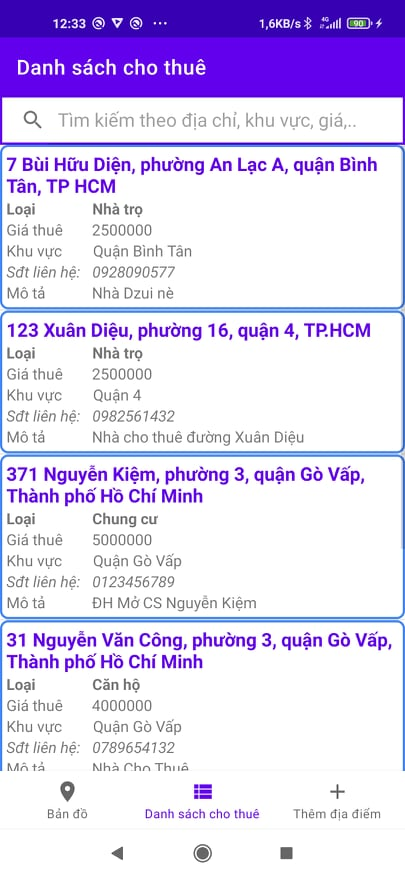 12:33 ... 1,6KB/s 4G 90
Danh sách cho thuê
Tìm kiếm theo địa chỉ, khu vực, giá,..
7 Bùi Hữu Diện, phường An Lạc A, quận Bình
Tân, TP HCM
Loại Nhà trọ
Giá thuê 2500000
Khu vực Quận Bình Tân
Sđt liên hệ: 0928090577
Mô tả Nhà Dzui nè
123 Xuân Diệu, phường 16, quận 4, TP.HCM
Loại Nhà trọ
Giá thuê 2500000
Khu vực Quận 4
Sđt liên hệ: 0982561432
Mô tả Nhà cho thuê đường Xuân Diệu
371 Nguyễn Kiệm, phường 3, quận Gò Vấp,
Thành phố Hồ Chí Minh
Loại Chung cư
Giá thuê 5000000
Khu vực Quận Gò Vấp
Sđt liên hệ: 0123456789
Mô tả ĐH Mở CS Nguyễn Kiệm
31 Nguyễn Văn Công, phường 3, quận Gò Vấp,
Thành phố Hồ Chí Minh
Loại Căn hộ
Giá thuê 4000000
Khu vực Quận Gò Vấp
Sđt liên hệ: 0789654132
Mô tả Nhà Cho Thuê
Bản đồ Danh sách cho thuê Thêm địa điểm